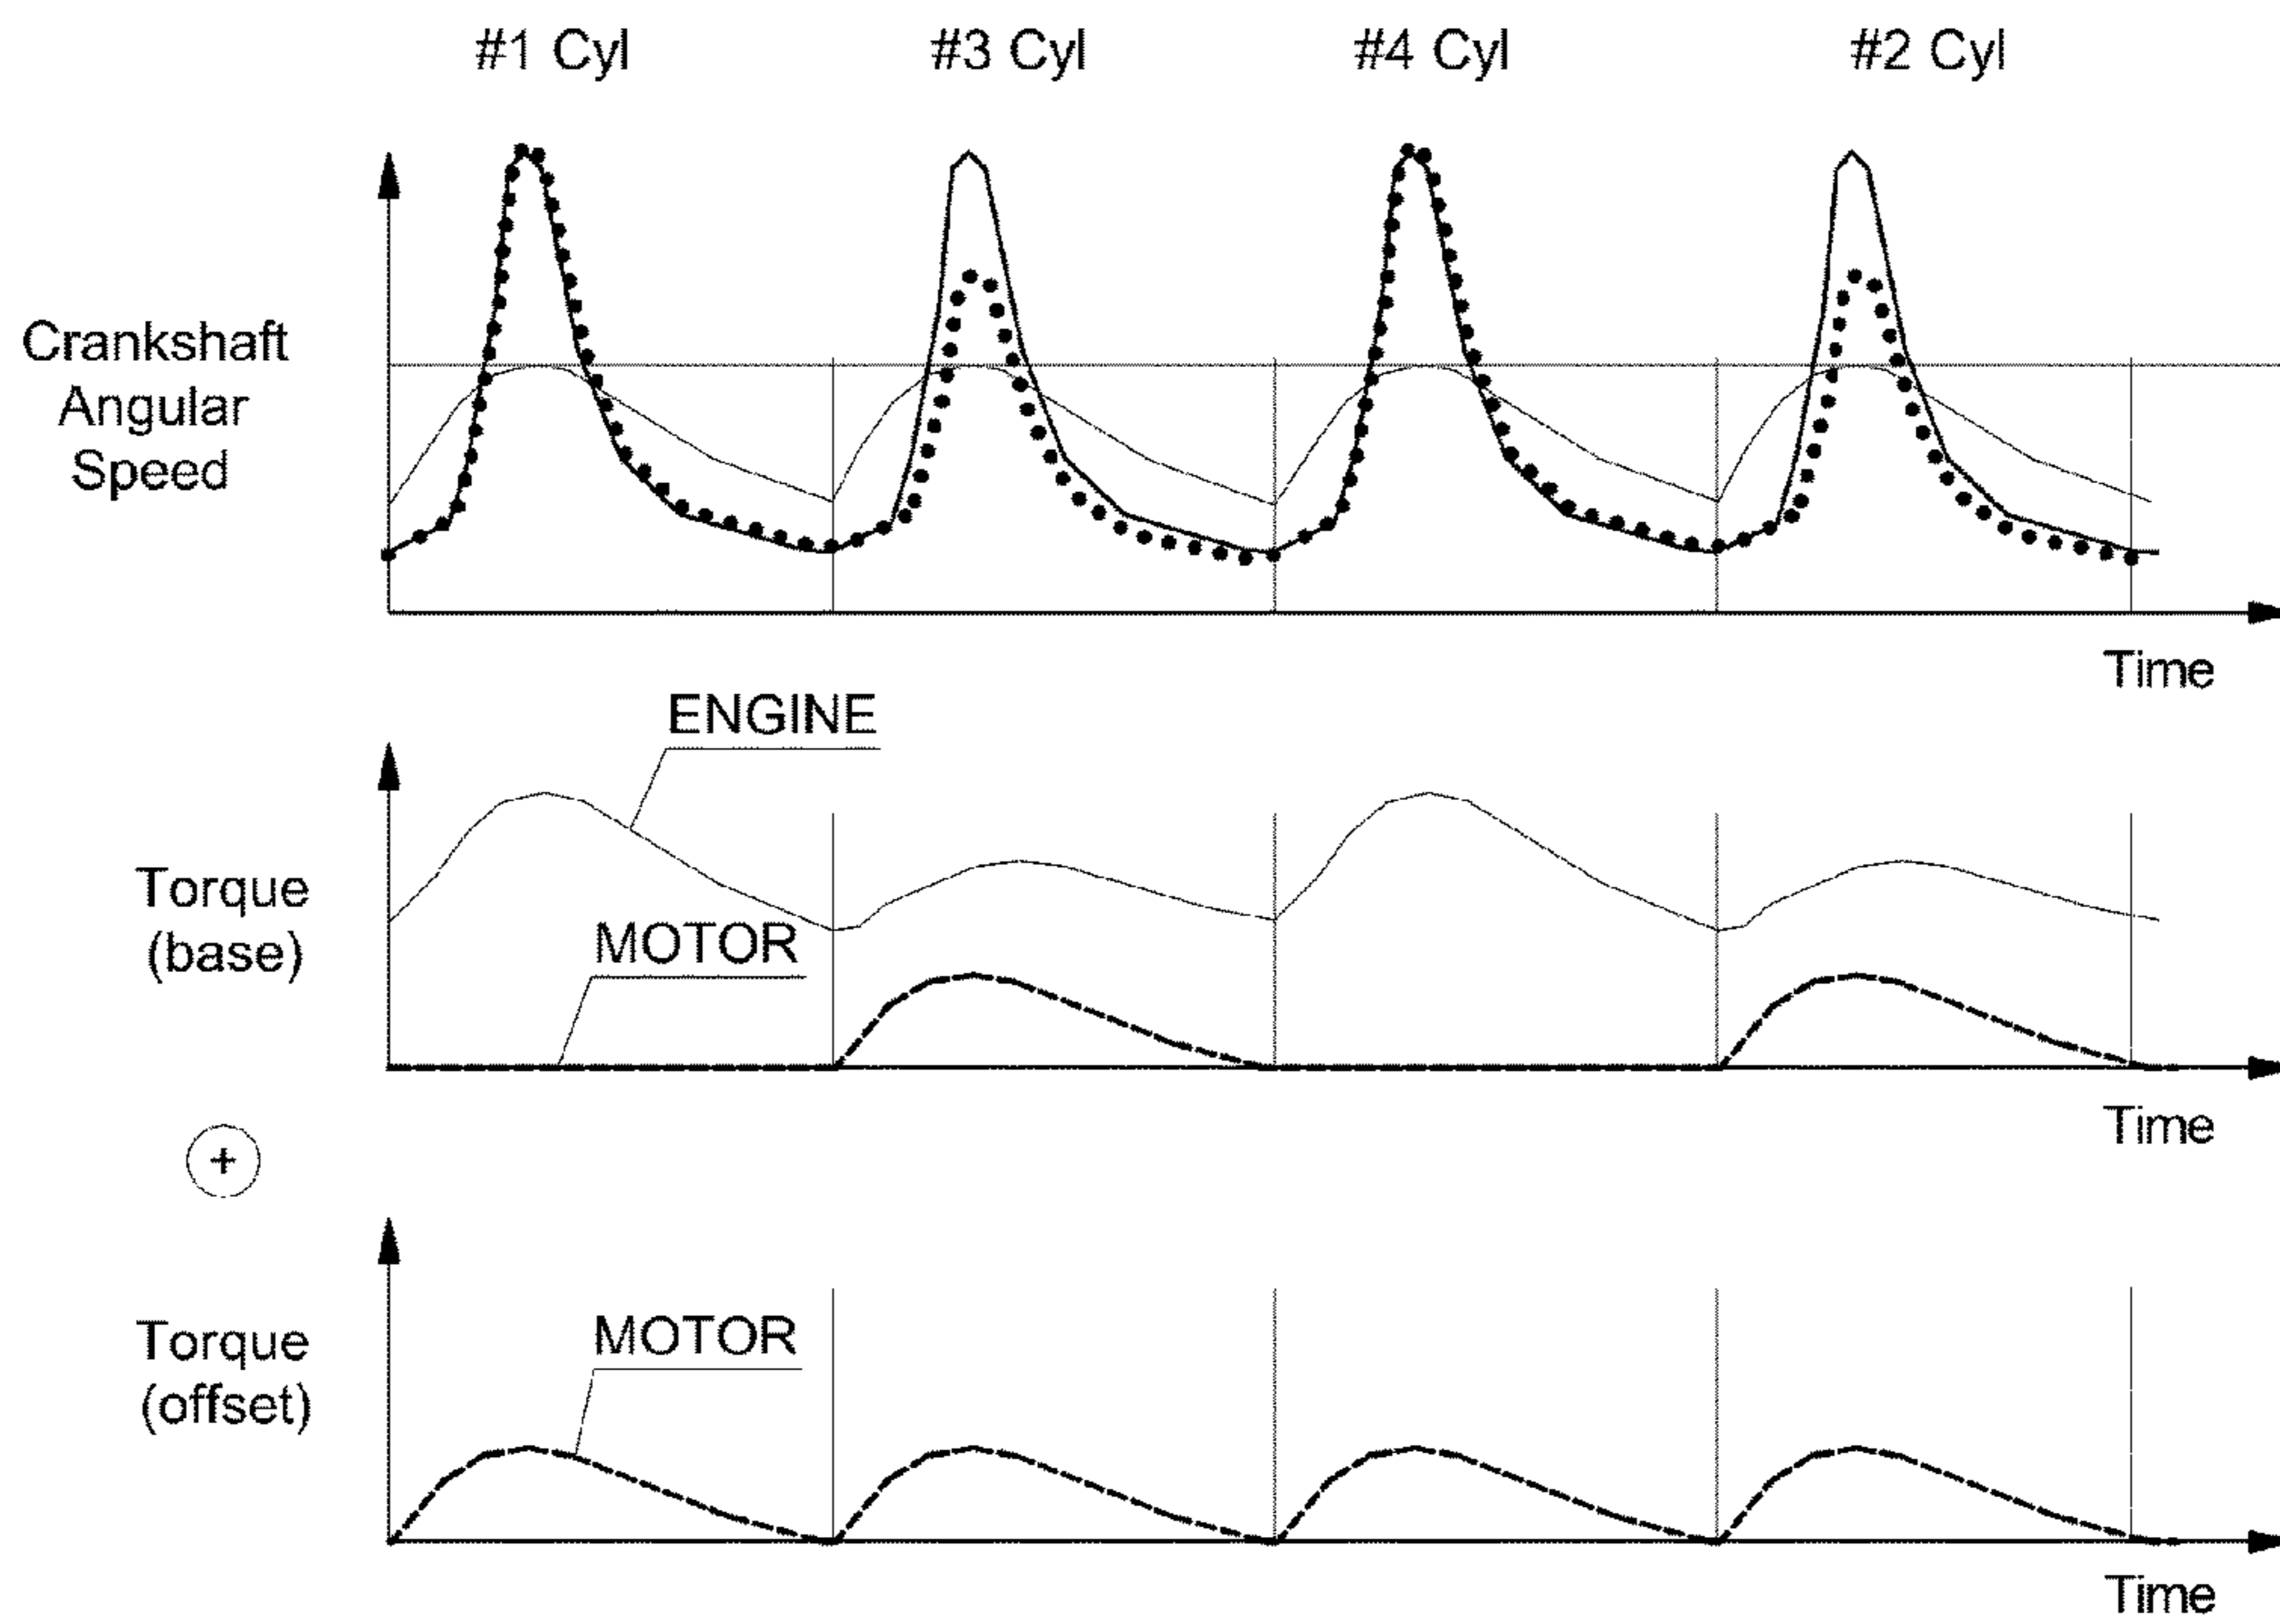 #1 Cyl #3 Cyl #4 Cyl #2 Cyl
Crankshaft
Angular
Speed
Time
ENGINE
MOTOR
Torque
(base)
Time
+
MOTOR
Torque
(offset)
Time